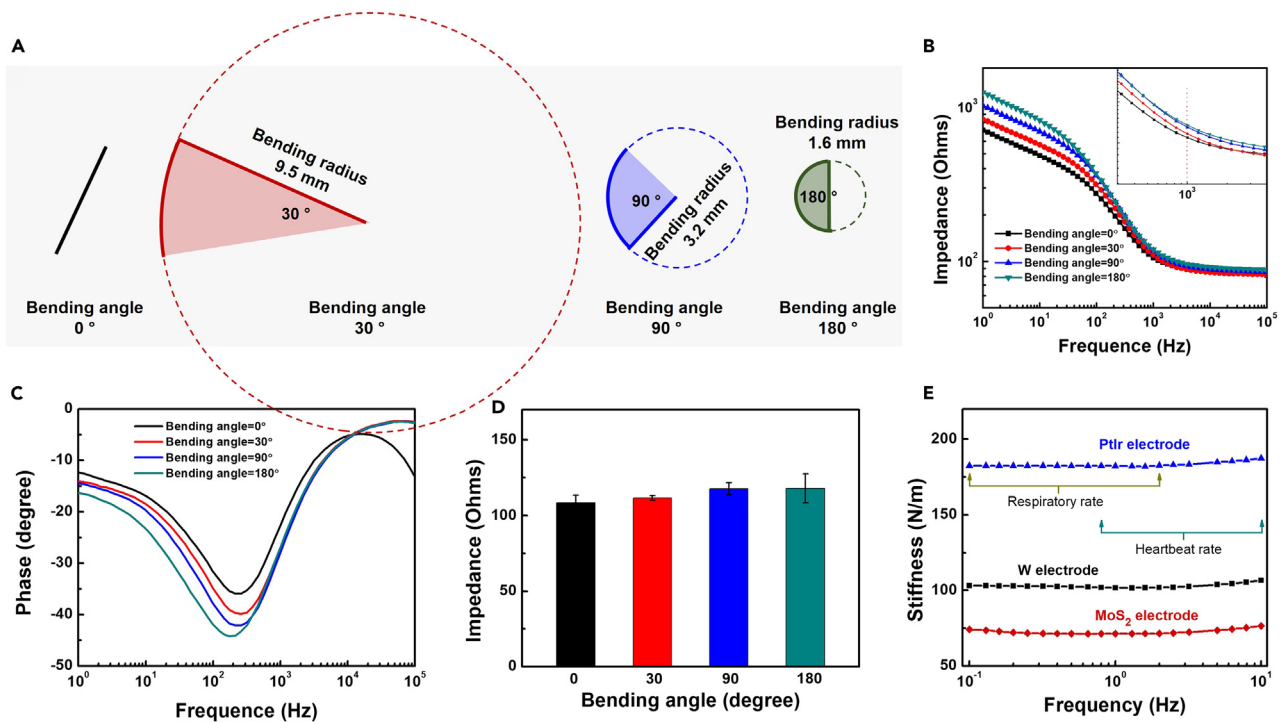 A
Bending radius
9.5 mm
30 °
90 °
Bending radius
3.2 mm
Bending radius
1.6 mm
180 °
Bending angle
0 °
Bending angle
30 °
Bending angle
90 °
Bending angle
180 °
B
Impedance (Ohms)
10³
10²
10³
Bending angle=0°
Bending angle=30°
Bending angle=90°
Bending angle=180°
10⁰ 10¹ 10² 10³ 10⁴ 10⁵
Frequence (Hz)
C
Phase (degree)
0
-10
-20
-30
-40
-50
Bending angle=0°
Bending angle=30°
Bending angle=90°
Bending angle=180°
10⁰ 10¹ 10² 10³ 10⁴ 10⁵
Frequence (Hz)
D
Impedance (Ohms)
150
100
50
0
0 30 90 180
Bending angle (degree)
E
Stiffness (N/m)
200
150
100
50
PtIr electrode
Respiratory rate
Heartbeat rate
W electrode
MoS₂ electrode
10⁻¹ 10⁰ 10¹
Frequency (Hz)